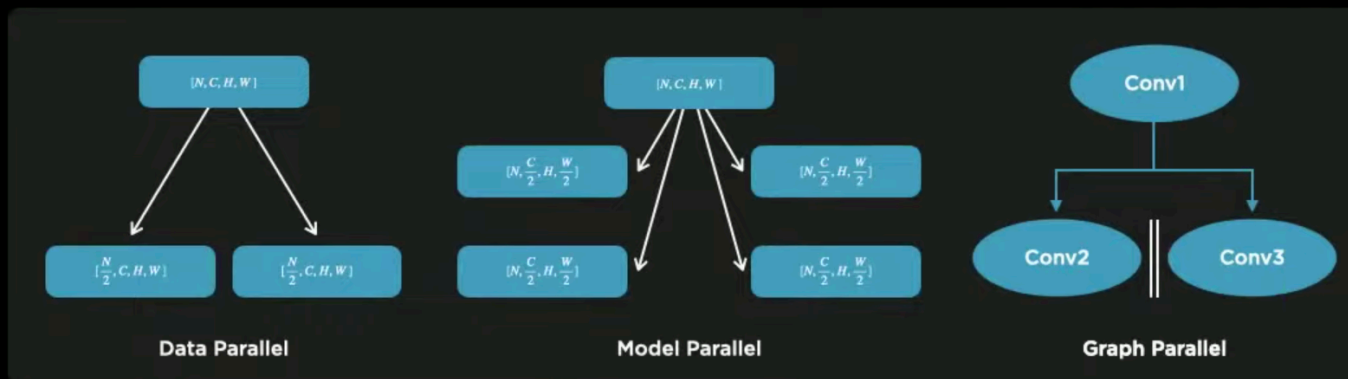 [N, C, H, W]
[N/2, C, H, W]
[N/2, C, H, W]
Data Parallel
[N, C, H, W]
[N, C/2, H, W/2]
[N, C/2, H, W/2]
[N, C/2, H, W/2]
[N, C/2, H, W/2]
Model Parallel
Conv1
Conv2
Conv3
Graph Parallel